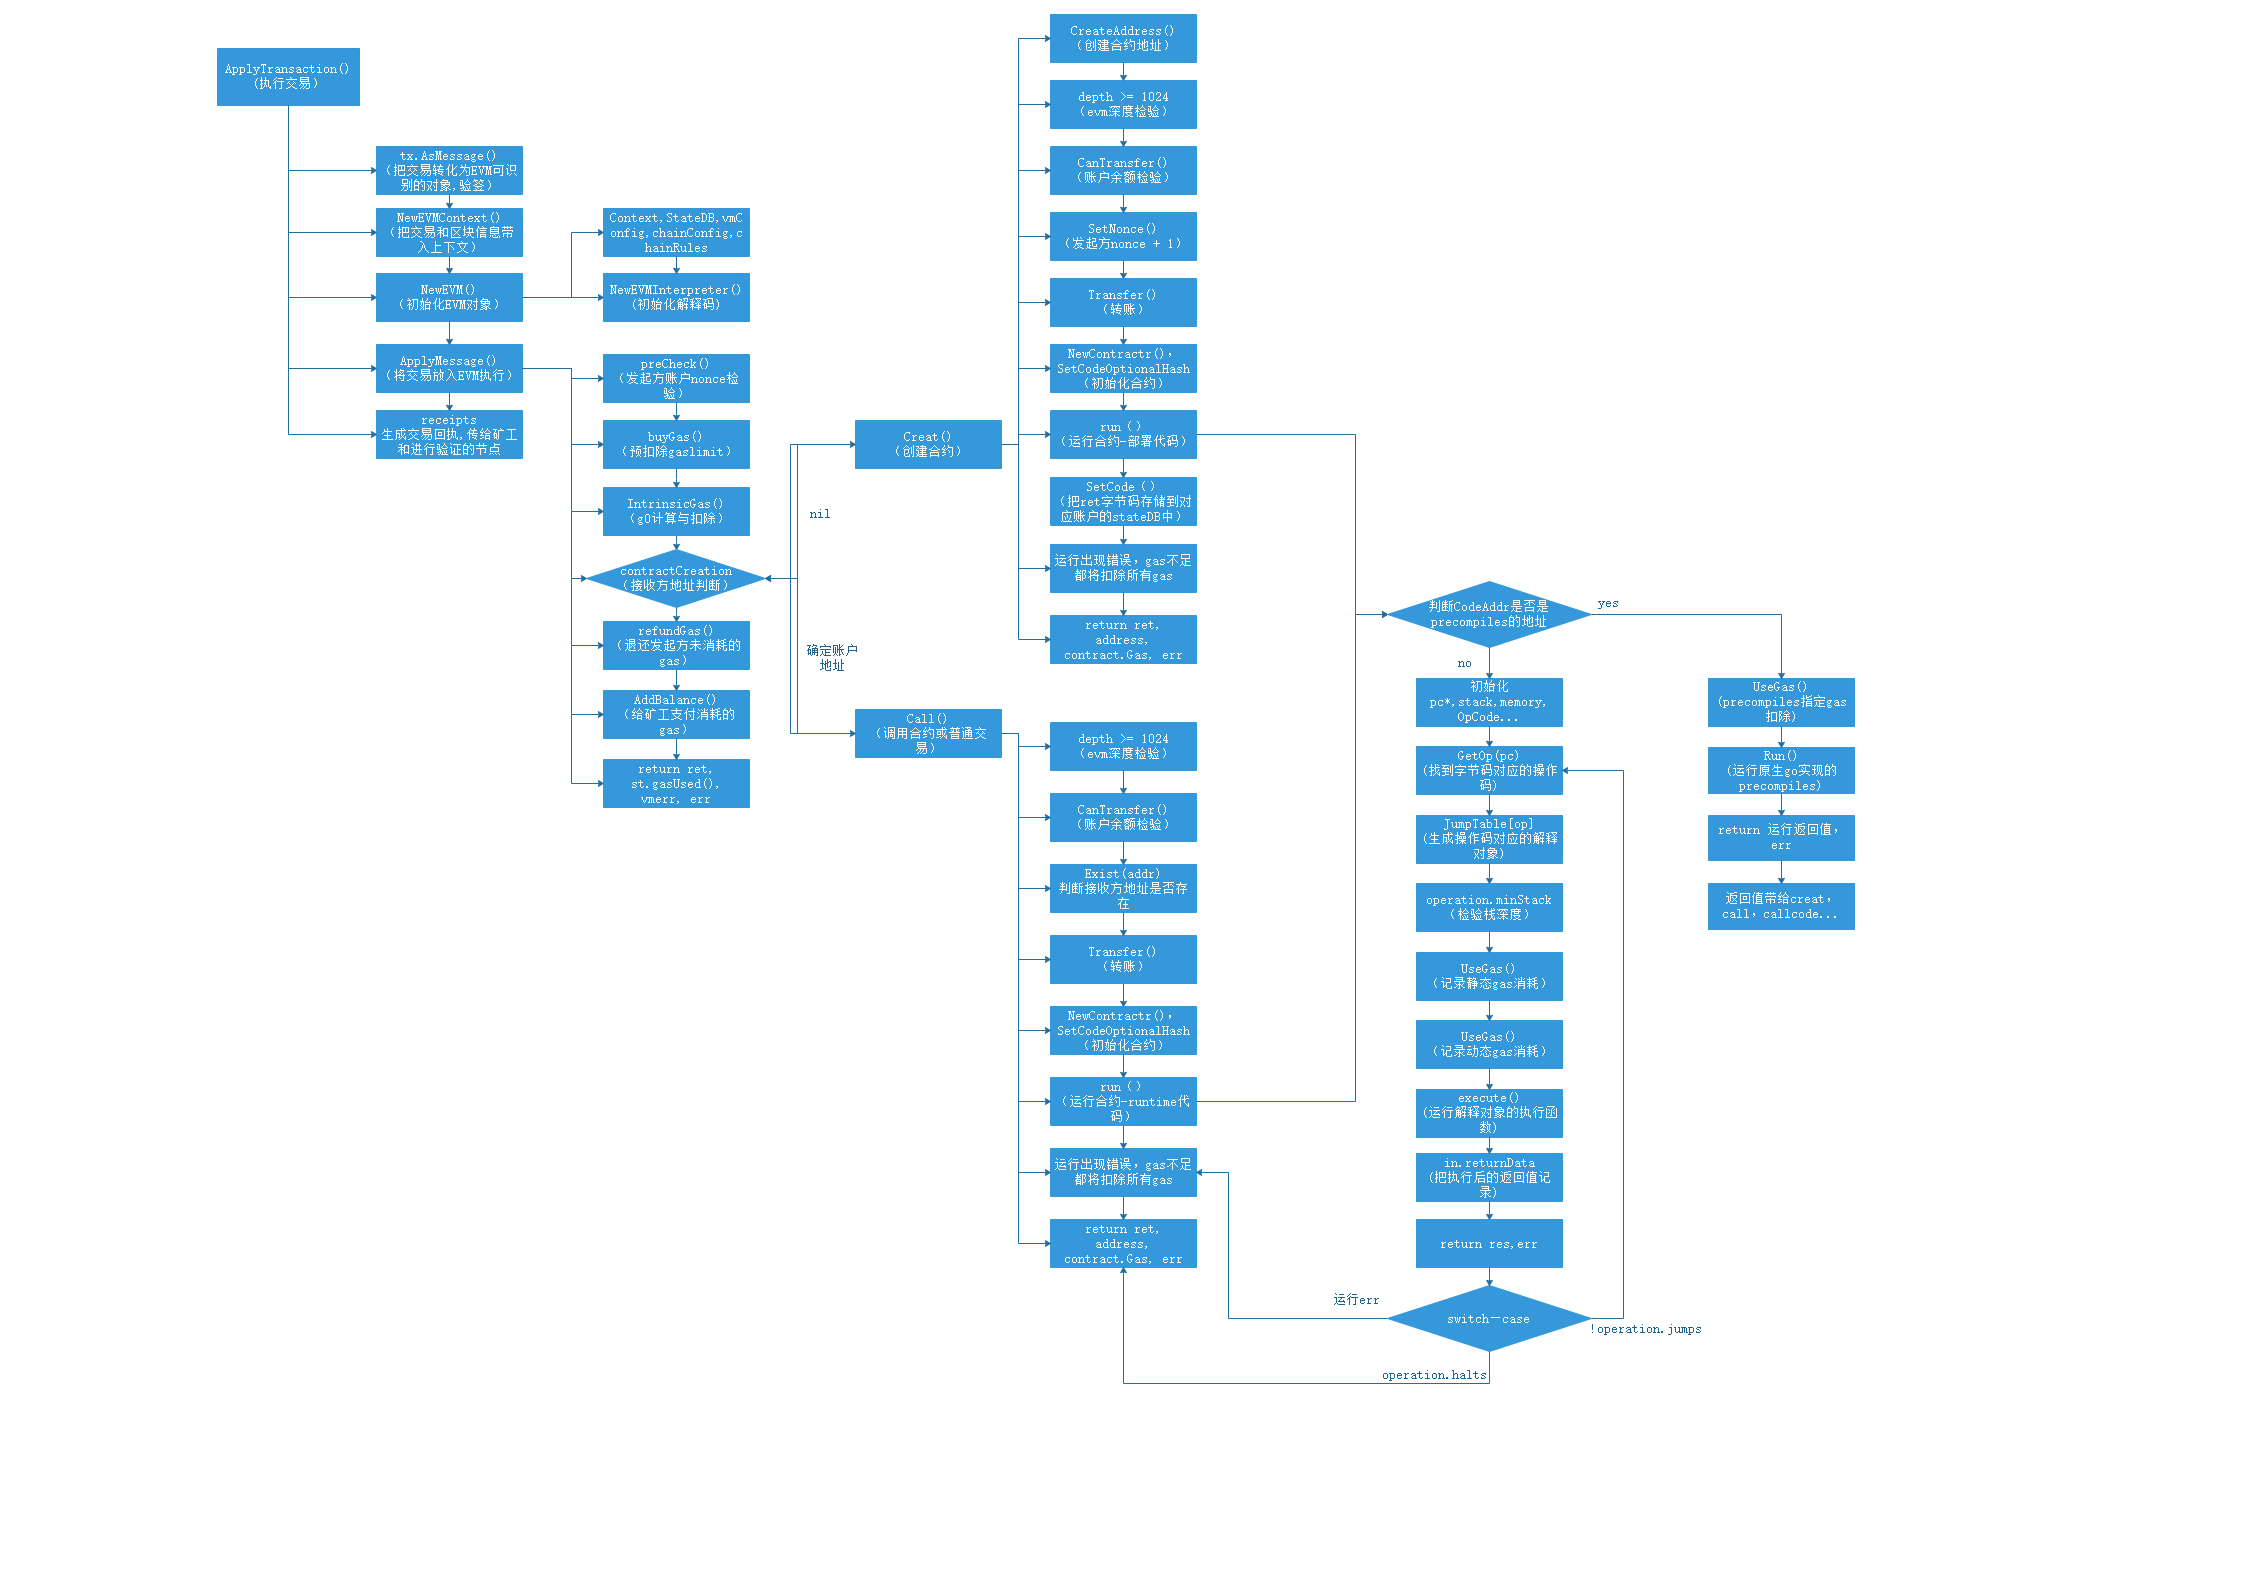 ApplyTransaction()
(执行交易)
tx.AsMessage()
(把交易转化为EVM可识
别的对象,验签)
NewEVMContext()
(把交易和区块信息带
入上下文)
NewEVM()
(初始化EVM对象)
ApplyMessage()
(将交易放入EVM执行)
receipts
生成交易回执,传给矿工
和进行验证的节点
Context,StateDB,vmC
onfig,chainConfig,c
hainRules
NewEVMInterpreter()
(初始化解释码)
preCheck()
(发起方账户nonce检
验)
buyGas()
(预扣除gaslimit)
IntrinsicGas()
(g0计算与扣除)
contractCreation
(接收方地址判断)
refundGas()
(退还发起方未消耗的
gas)
AddBalance()
(给矿工支付消耗的
gas)
return ret,
st.gasUsed(),
vmerr, err
nil
确定账户
地址
Creat()
(创建合约)
Call()
(调用合约或普通交
易)
CreateAddress()
(创建合约地址)
depth >= 1024
(evm深度检验)
CanTransfer()
(账户余额检验)
SetNonce()
(发起方nonce + 1)
Transfer()
(转账)
NewContractr(),
SetCodeOptionalHash
(初始化合约)
run ()
(运行合约-部署代码)
SetCode ()
(把ret字节码存储到对
应账户的stateDB中)
运行出现错误，gas不足
都将扣除所有gas
return ret,
address,
contract.Gas, err
depth >= 1024
(evm深度检验)
CanTransfer()
(账户余额检验)
Exist(addr)
判断接收方地址是否存
在
Transfer()
(转账)
NewContractr(),
SetCodeOptionalHash
(初始化合约)
run ()
(运行合约-runtime代
码)
运行出现错误，gas不足
都将扣除所有gas
return ret,
address,
contract.Gas, err
判断CodeAddr是否是
precompiles的地址
yes
no
初始化
pc*,stack,memory,
OpCode...
GetOp(pc)
(找到字节码对应的操作
码)
JumpTable[op]
(生成操作码对应的解释
对象)
operation.minStack
(检验栈深度)
UseGas()
(记录静态gas消耗)
UseGas()
(记录动态gas消耗)
execute()
(运行解释对象的执行函
数)
in.returnData
(把执行后的返回值记
录)
return res,err
switch—case
运行err
!operation.jumps
operation.halts
UseGas()
(precompiles指定gas
扣除)
Run()
(运行原生go实现的
precompiles)
return 运行返回值,
err
返回值带给creat,
call，callcode...